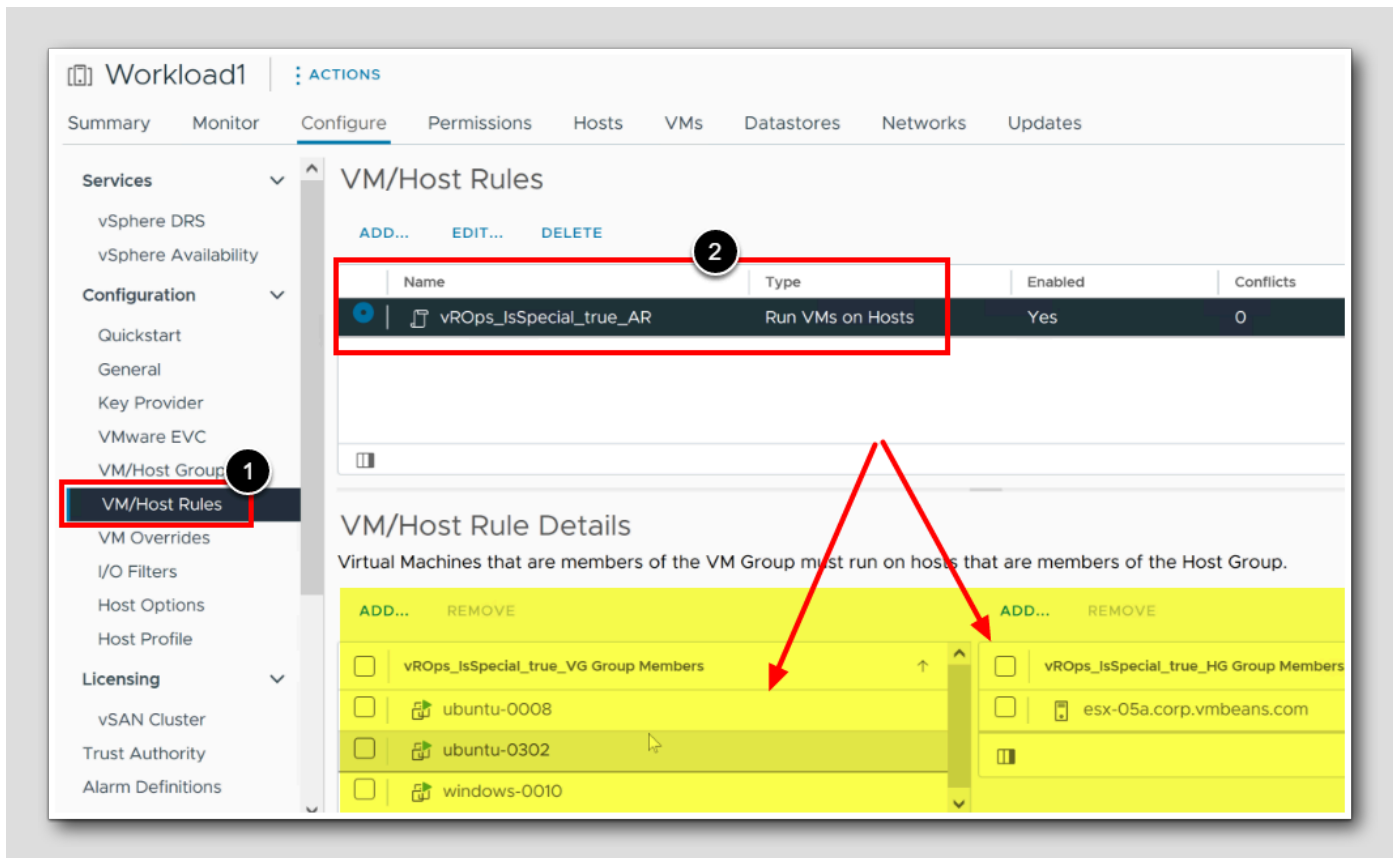 Workload1 ACTIONS
Summary Monitor Configure Permissions Hosts VMs Datastores Networks Updates
Services
vSphere DRS
vSphere Availability
Configuration
Quickstart
General
Key Provider
VMware EVC
VM/Host Group
1
VM/Host Rules
VM Overrides
I/O Filters
Host Options
Host Profile
Licensing
vSAN Cluster
Trust Authority
Alarm Definitions
VM/Host Rules
ADD... EDIT... DELETE
2
Name Type Enabled Conflicts
vROps_IsSpecial_true_AR Run VMs on Hosts Yes 0
VM/Host Rule Details
Virtual Machines that are members of the VM Group must run on hosts that are members of the Host Group.
ADD... REMOVE
vROps_IsSpecial_true_VG Group Members
ubuntu-0008
ubuntu-0302
windows-0010
ADD... REMOVE
vROps_IsSpecial_true_HG Group Members
esx-05a.corp.vmbeans.com